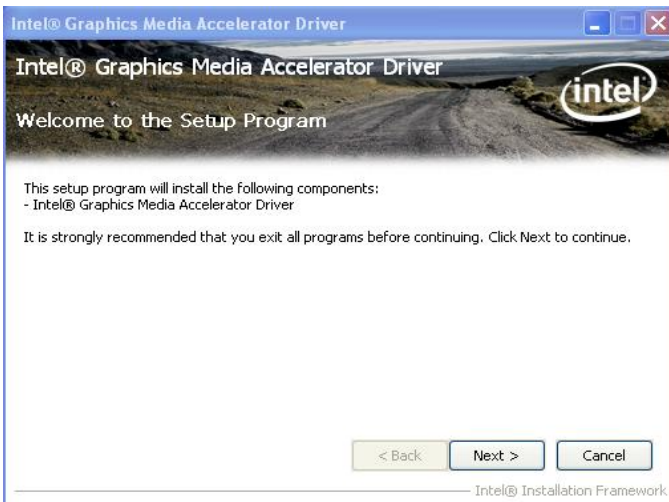 Intel® Graphics Media Accelerator Driver
Intel® Graphics Media Accelerator Driver
intel
Welcome to the Setup Program
This setup program will install the following components:
- Intel® Graphics Media Accelerator Driver
It is strongly recommended that you exit all programs before continuing. Click Next to continue.
< Back Next > Cancel
Intel® Installation Framework